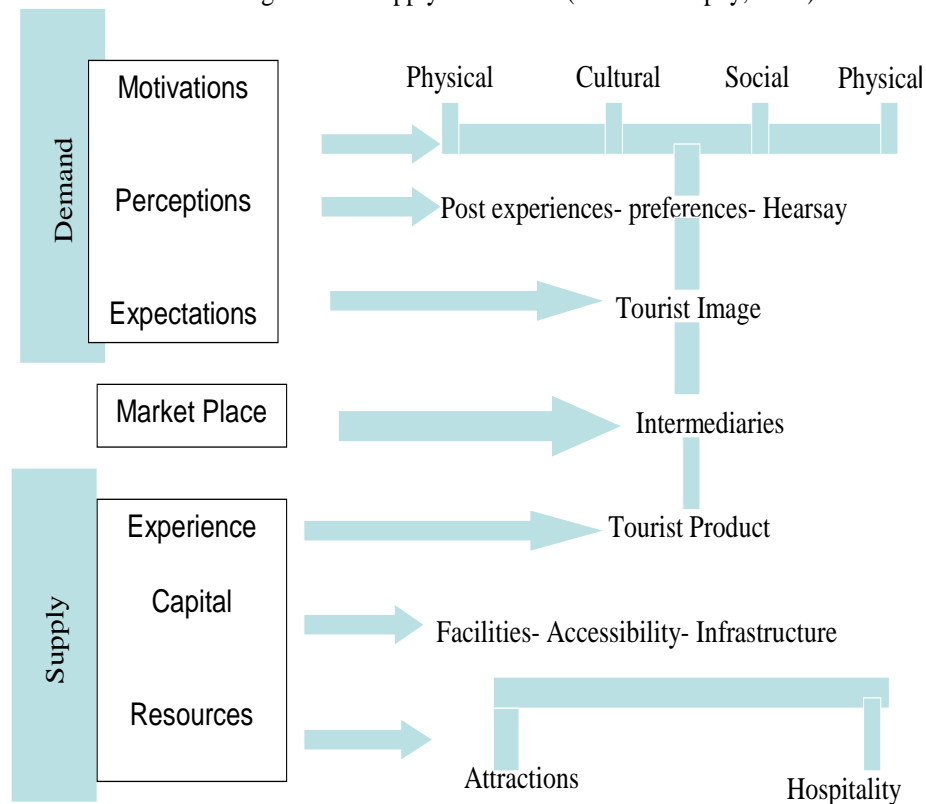 Demand
Motivations
Physical Cultural Social Physical
Perceptions
Post experiences- preferences- Hearsay
Expectations
Tourist Image
Market Place
Intermediaries
Supply
Experience
Tourist Product
Capital
Facilities- Accessibility- Infrastructure
Resources
Attractions
Hospitality